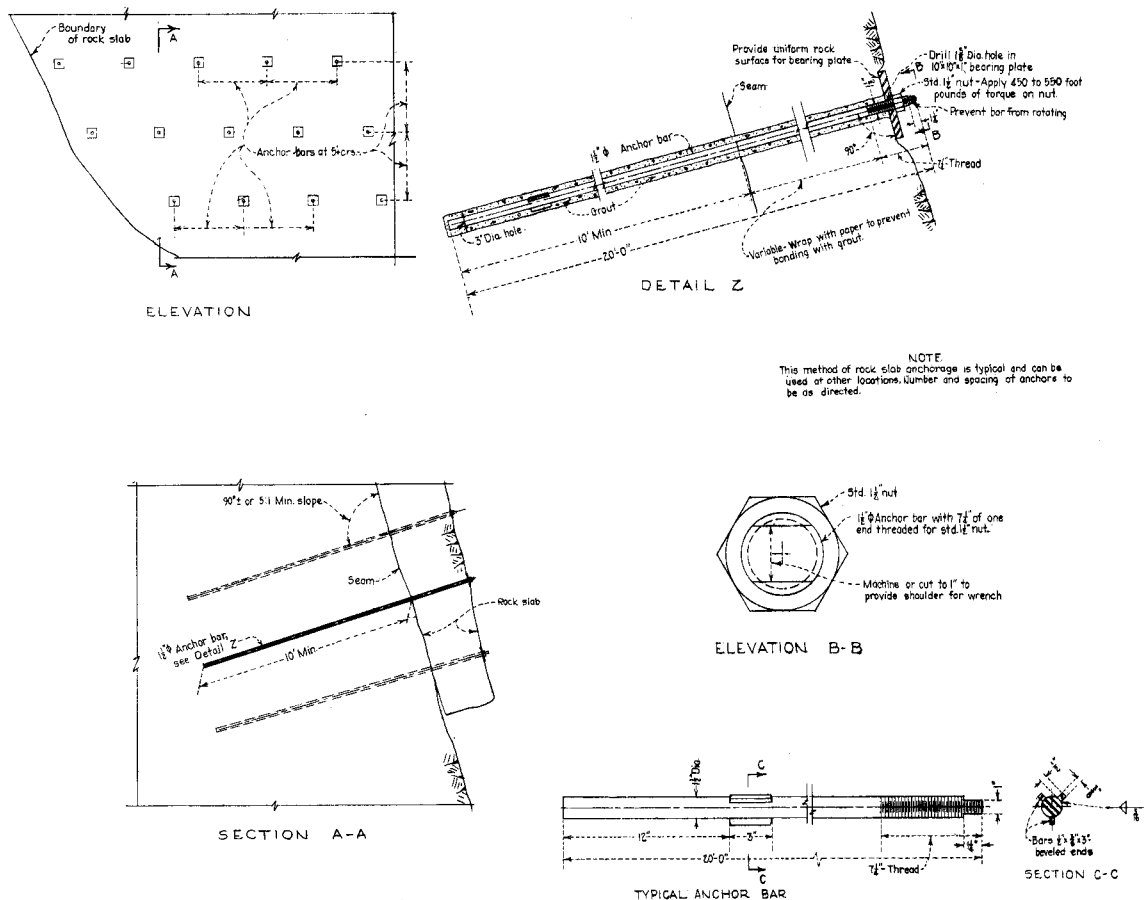 Boundary
of rock slab
A
Anchor bars at 5'±crs.
A
ELEVATION
Provide uniform rock
surface for bearing plate
Seam
1½" Φ Anchor bar
Drill 1⅝" Dia. hole in
10"x10"x1" bearing plate
B
Std. 1½" nut - Apply 450 to 550 foot
pounds of torque on nut.
Prevent bar from rotating
B
90°
7½" Thread
Grout
3" Dia hole
10' Min
20'-0"
Variable - Wrap with paper to prevent
bonding with grout.
DETAIL Z
NOTE
This method of rock slab anchorage is typical and can be
used at other locations. Number and spacing of anchors to
be as directed.
90°± or 5:1 Min. slope
Seam
Rock slab
1½" Φ Anchor bar,
see Detail Z
10' Min
SECTION A-A
Std. 1½" nut
1½" Φ Anchor bar with 7½" of one
end threaded for std. 1½" nut.
Machine or cut to 1" to
provide shoulder for wrench
ELEVATION B-B
1½" Dia.
C
1"
12"
3"
20'-0"
7½" - Thread
C
TYPICAL ANCHOR BAR
beveled ends
SECTION C-C